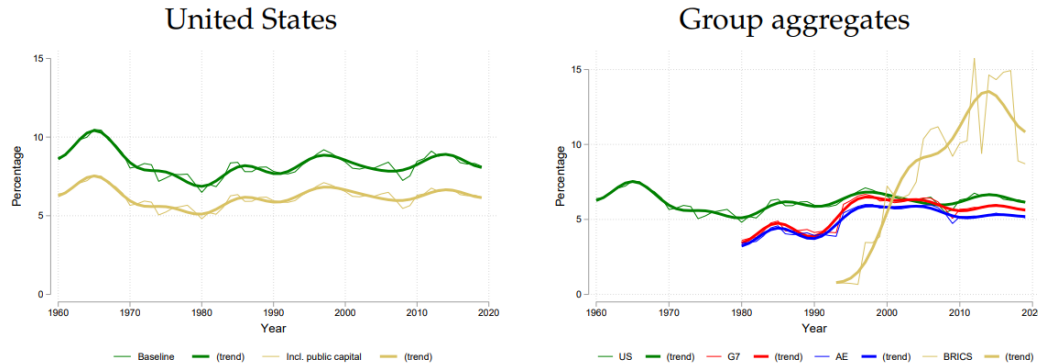 United States
15
10
5
0
Percentage
1960 1970 1980 1990 2000 2010 2020
Year
Baseline (trend) Incl. public capital (trend)
Group aggregates
15
10
5
0
Percentage
1960 1970 1980 1990 2000 2010 202
Year
US (trend) G7 (trend) AE (trend) BRICS (trend)